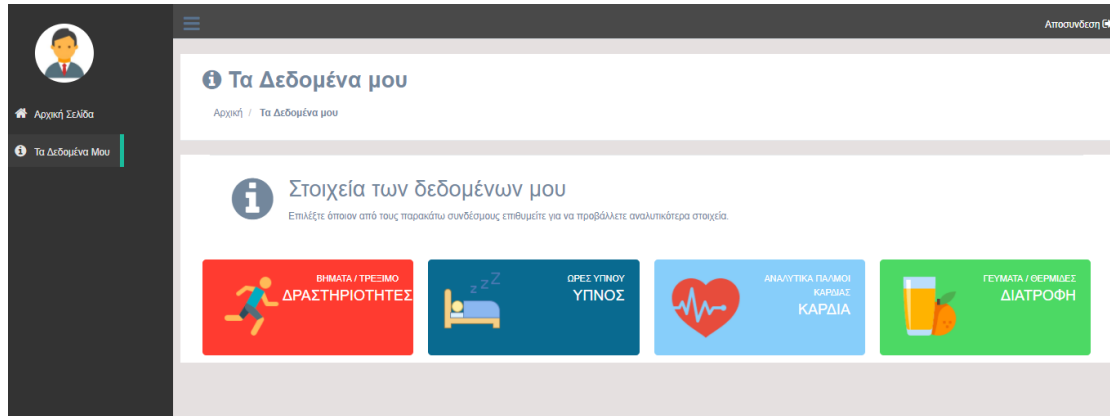 Αποσυνδεση
Τα Δεδομένα μου
Αρχική / Τα Δεδομένα μου
Αρχική Σελίδα
Τα Δεδομένα Μου
Στοιχεία των δεδομένων μου
Επιλέξτε όποιον από τους παρακάτω συνδέσμους επιθυμείτε για να προβάλλετε αναλυτικότερα στοιχεία.
ΒΗΜΑΤΑ / ΤΡΕΞΙΜΟ
ΔΡΑΣΤΗΡΙΟΤΗΤΕΣ
zzZ
ΩΡΕΣ ΥΠΝΟΥ
ΥΠΝΟΣ
ΑΝΑΛΥΤΙΚΑ ΠΑΛΜΟΙ
ΚΑΡΔΙΑΣ
ΚΑΡΔΙΑ
ΓΕΥΜΑΤΑ / ΘΕΡΜΙΔΕΣ
ΔΙΑΤΡΟΦΗ